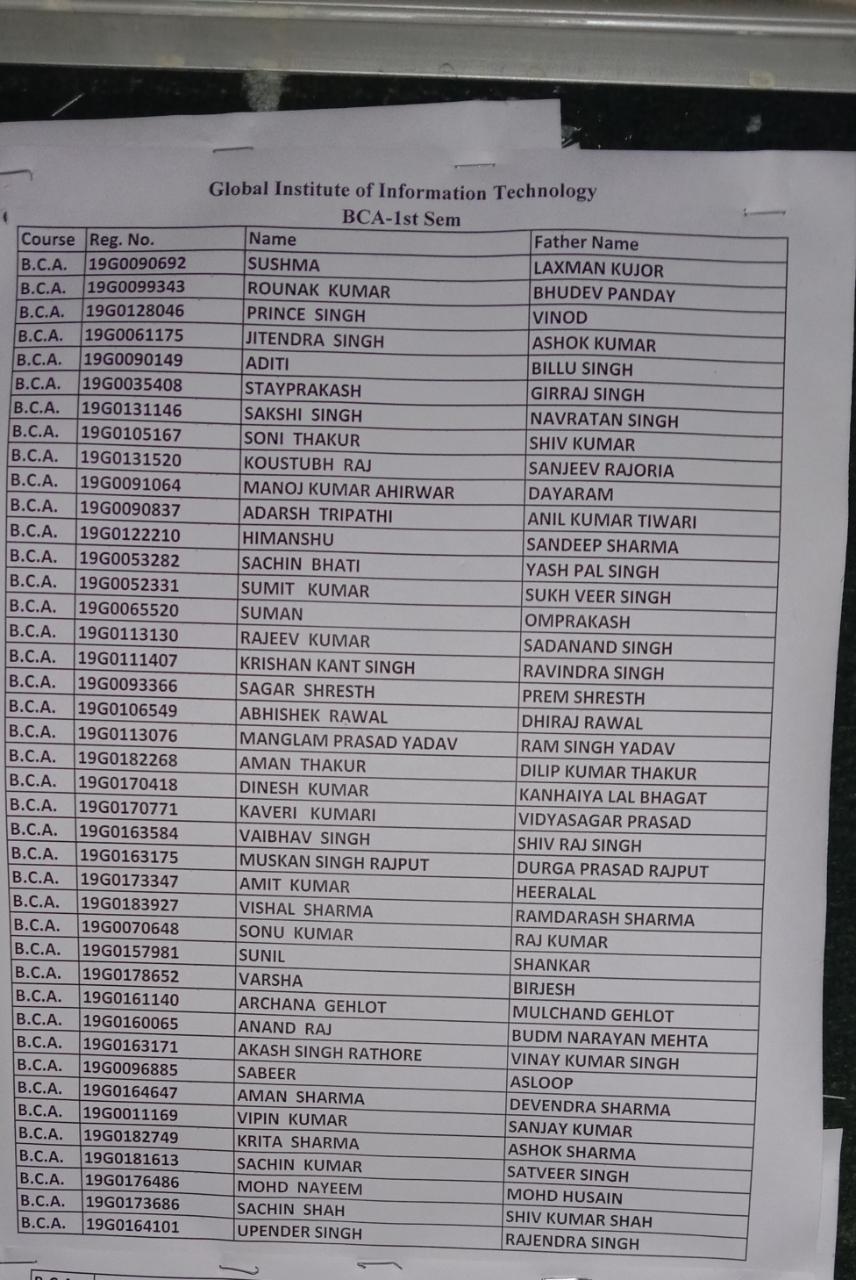 Global Institute of Information Technology
BCA-1st Sem
Course Reg. No. Name Father Name
B.C.A. 19G0090692 SUSHMA LAXMAN KUJOR
B.C.A. 19G0099343 ROUNAK KUMAR BHUDEV PANDAY
B.C.A. 19G0128046 PRINCE SINGH VINOD
B.C.A. 19G0061175 JITENDRA SINGH ASHOK KUMAR
B.C.A. 19G0090149 ADITI BILLU SINGH
B.C.A. 19G0035408 STAYPRAKASH GIRRAJ SINGH
B.C.A. 19G0131146 SAKSHI SINGH NAVRATAN SINGH
B.C.A. 19G0105167 SONI THAKUR SHIV KUMAR
B.C.A. 19G0131520 KOUSTUBH RAJ SANJEEV RAJORIA
B.C.A. 19G0091064 MANOJ KUMAR AHIRWAR DAYARAM
B.C.A. 19G0090837 ADARSH TRIPATHI ANIL KUMAR TIWARI
B.C.A. 19G0122210 HIMANSHU SANDEEP SHARMA
B.C.A. 19G0053282 SACHIN BHATI YASH PAL SINGH
B.C.A. 19G0052331 SUMIT KUMAR SUKH VEER SINGH
B.C.A. 19G0065520 SUMAN OMPRAKASH
B.C.A. 19G0113130 RAJEEV KUMAR SADANAND SINGH
B.C.A. 19G0111407 KRISHAN KANT SINGH RAVINDRA SINGH
B.C.A. 19G0093366 SAGAR SHRESTH PREM SHRESTH
B.C.A. 19G0106549 ABHISHEK RAWAL DHIRAJ RAWAL
B.C.A. 19G0113076 MANGLAM PRASAD YADAV RAM SINGH YADAV
B.C.A. 19G0182268 AMAN THAKUR DILIP KUMAR THAKUR
B.C.A. 19G0170418 DINESH KUMAR KANHAIYA LAL BHAGAT
B.C.A. 19G0170771 KAVERI KUMARI VIDYASAGAR PRASAD
B.C.A. 19G0163584 VAIBHAV SINGH SHIV RAJ SINGH
B.C.A. 19G0163175 MUSKAN SINGH RAJPUT DURGA PRASAD RAJPUT
B.C.A. 19G0173347 AMIT KUMAR HEERALAL
B.C.A. 19G0183927 VISHAL SHARMA RAMDARASH SHARMA
B.C.A. 19G0070648 SONU KUMAR RAJ KUMAR
B.C.A. 19G0157981 SUNIL SHANKAR
B.C.A. 19G0178652 VARSHA BIRJESH
B.C.A. 19G0161140 ARCHANA GEHLOT MULCHAND GEHLOT
B.C.A. 19G0160065 ANAND RAJ BUDM NARAYAN MEHTA
B.C.A. 19G0163171 AKASH SINGH RATHORE VINAY KUMAR SINGH
B.C.A. 19G0096885 SABEER ASLOOP
B.C.A. 19G0164647 AMAN SHARMA DEVENDRA SHARMA
B.C.A. 19G0011169 VIPIN KUMAR SANJAY KUMAR
B.C.A. 19G0182749 KRITA SHARMA ASHOK SHARMA
B.C.A. 19G0181613 SACHIN KUMAR SATVEER SINGH
B.C.A. 19G0176486 MOHD NAYEEM MOHD HUSAIN
B.C.A. 19G0173686 SACHIN SHAH SHIV KUMAR SHAH
B.C.A. 19G0164101 UPENDER SINGH RAJENDRA SINGH